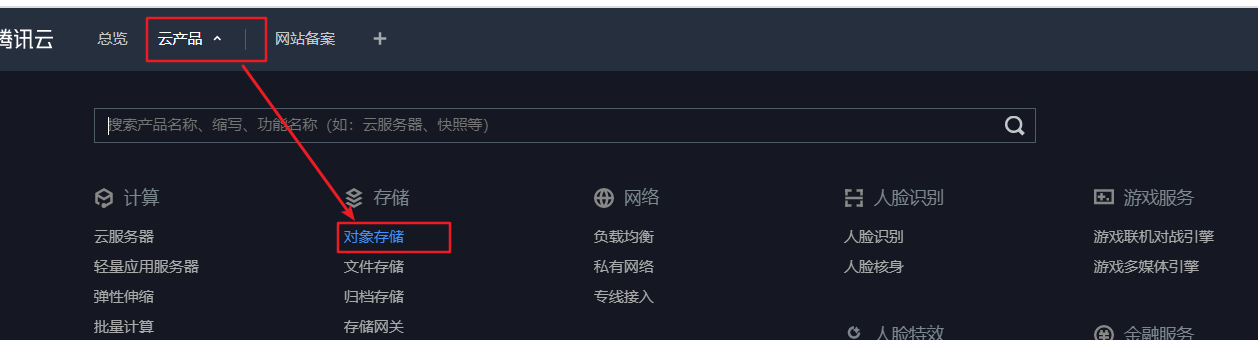 腾讯云 总览 云产品 网站备案 +
搜索产品名称、缩写、功能名称（如：云服务器、快照等）
计算 存储 网络 人脸识别 游戏服务
云服务器 对象存储 负载均衡 人脸识别 游戏联机对战引擎
轻量应用服务器 文件存储 私有网络 人脸核身 游戏多媒体引擎
弹性伸缩 归档存储 专线接入
批量计算 存储网关 人脸特效 金融服务